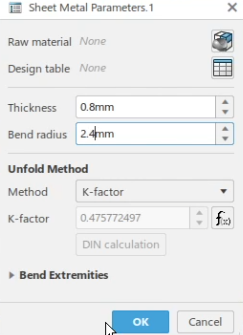 Sheet Metal Parameters.1
Raw material None
Design table None
Thickness 0.8mm
Bend radius 2.4mm
Unfold Method
Method K-factor
K-factor 0.475772497 f(x)
DIN calculation
Bend Extremities
OK Cancel